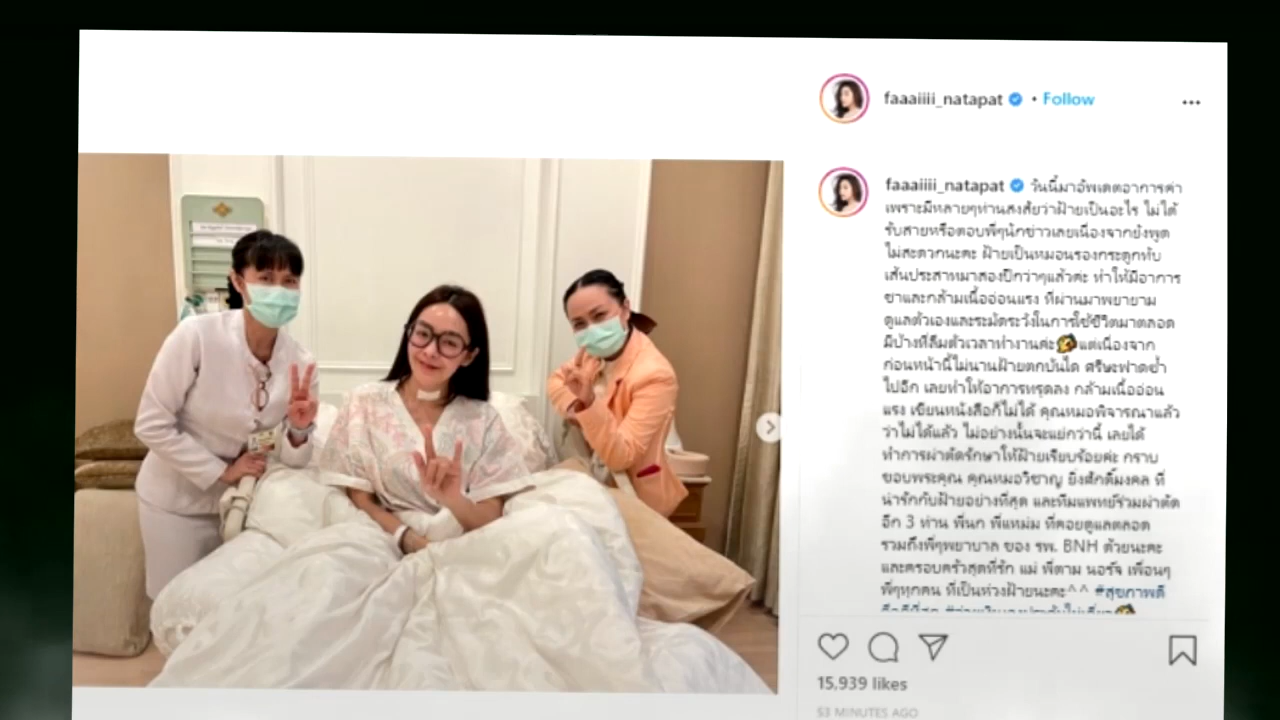 faaaiiii_natapat • Follow
faaaiiii_natapat วันนี้มาอัพเดตอาการค่า
เพราะมีหลายๆท่านสงสัยว่าฝ้ายเป็นอะไร ไม่ได้
รับสายหรือตอบพี่ๆนักข่าวเลยเนื่องจากยังพูด
ไม่สะดวกนะคะ ฝ้ายเป็นหมอนรองกระดูกทับ
เส้นประสาทมาสองปีกว่าๆแล้วค่ะ ทำให้มีอาการ
ชาและกล้ามเนื้ออ่อนแรง ที่ผ่านมาพยายาม
ดูแลตัวเองและระมัดระวังในการใช้ชีวิตมาตลอด
มีบ้างที่ลืมตัวเวลาทำงานค่ะ แต่เนื่องจาก
ก่อนหน้านี้ไม่นานฝ้ายตกบันได ศรีษะฟาดซ้ำ
ไปอีก เลยทำให้อาการทรุดลง กล้ามเนื้ออ่อน
แรง เขียนหนังสือก็ไม่ได้ คุณหมอพิจารณาแล้ว
ว่าไม่ได้แล้ว ไม่อย่างนั้นจะแย่กว่านี้ เลยได้
ทำการผ่าตัดรักษาให้ฝ้ายเรียบร้อยค่ะ กราบ
ขอบพระคุณ คุณหมอวิชาญ ยิ่งศักดิ์มงคล ที่
น่ารักกับฝ้ายอย่างที่สุด และทีมแพทย์ร่วมผ่าตัด
อีก 3 ท่าน พี่นก พี่แหม่ม ที่คอยดูแลตลอด
รวมถึงพี่ๆพยาบาล ของ รพ. BNH ด้วยนะคะ
และครอบครัวสุดที่รัก แม่ พี่ตาม นอร์จ เพื่อนๆ
พี่ๆทุกคน ที่เป็นห่วงฝ้ายนะคะ^^ #สุขภาพดี
15,939 likes
53 MINUTES AGO